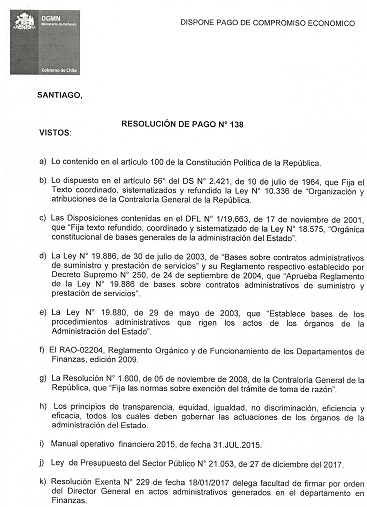 DGMN
Ministerio de Defensa
Gobierno de Chile
DISPONE PAGO DE COMPROMISO ECONOMICO
SANTIAGO,
RESOLUCIÓN DE PAGO N° 138
VISTOS:
a) Lo contenido en el artículo 100 de la Constitución Política de la República.
b) Lo dispuesto en el artículo 56° del DS N° 2.421, de 10 de julio de 1964, que Fija el
Texto coordinado, sistematizados y refundido la Ley N° 10.336 de “Organización y
atribuciones de la Contraloría General de la República.
c) Las Disposiciones contenidas en el DFL N° 1/19.663, de 17 de noviembre de 2001,
que “Fija texto refundido, coordinado y sistematizado de la Ley N° 18.575, “Orgánica
constitucional de bases generales de la administración del Estado”.
d) La Ley N° 19.886, de 30 de julio de 2003, de “Bases sobre contratos administrativos
de suministro y prestación de servicios” y su Reglamento respectivo establecido por
Decreto Supremo N° 250, de 24 de septiembre de 2004, que “Aprueba Reglamento
de la Ley N° 19.886 de bases sobre contratos administrativos de suministro y
prestación de servicios”.
e) La Ley N° 19.880, de 29 de mayo de 2003, que “Establece bases de los
procedimientos administrativos que rigen los actos de los órganos de la
Administración del Estado”.
f) El RAO-02204, Reglamento Orgánico y de Funcionamiento de los Departamentos de
Finanzas, edición 2009.
g) La Resolución N° 1.600, de 05 de noviembre de 2008, de la Contraloría General de la
República, que “Fija las normas sobre exención del trámite de toma de razón”.
h) Los principios de transparencia, equidad, igualdad, no discriminación, eficiencia y
eficacia, todos los cuales deben gobernar las actuaciones de los órganos de la
administración del Estado.
i) Manual operativo financiero 2015, de fecha 31.JUL.2015.
j) Ley de Presupuesto del Sector Público N° 21.053, de 27 de diciembre del 2017.
k) Resolución Exenta N° 229 de fecha 18/01/2017 delega facultad de firmar por orden
del Director General en actos administrativos generados en el departamento en
Finanzas.